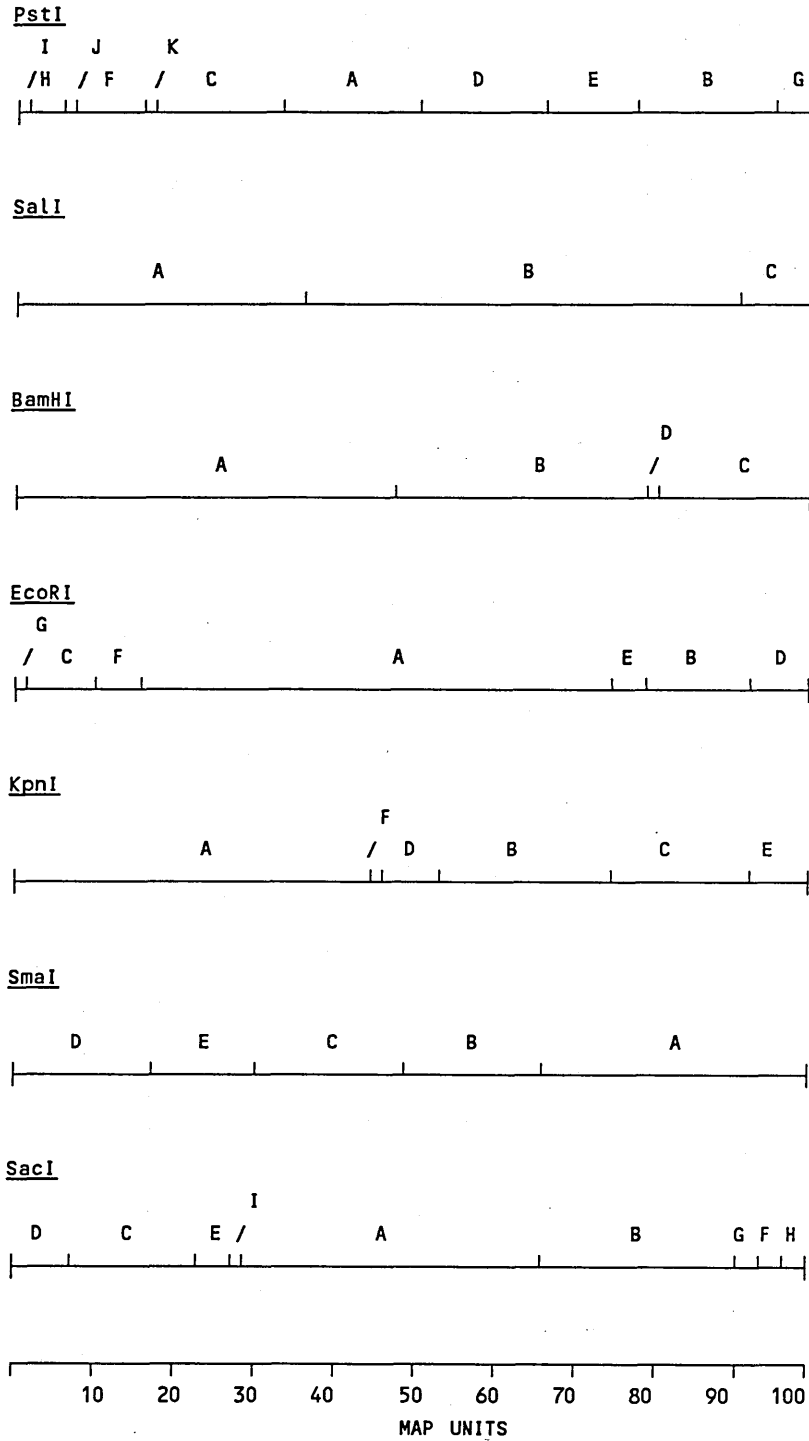 PstI
I J K
/H / F / C A D E B G
SalI
A B C
BamHI
D
A B / C
EcoRI
G
/ C F A E B D
KpnI
F
A / D B C E
SmaI
D E C B A
SacI
I
D C E / A B G F H
10 20 30 40 50 60 70 80 90 100
MAP UNITS